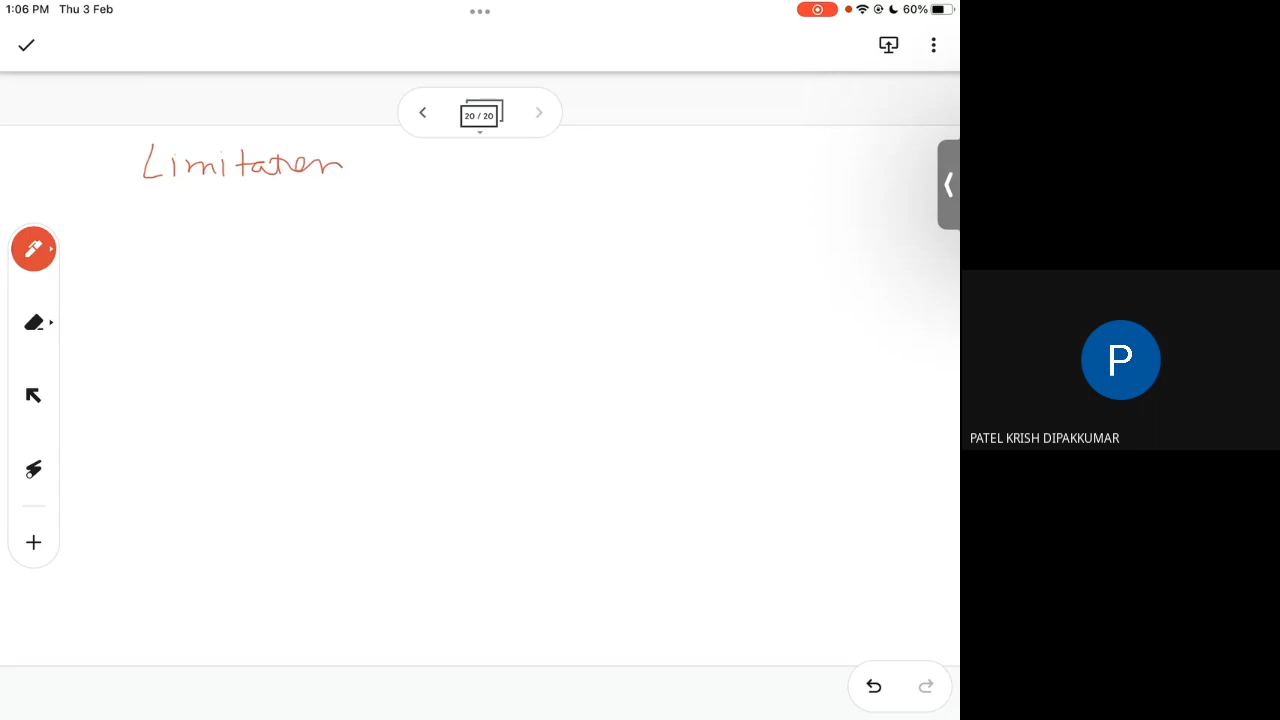 1:06 PM Thu 3 Feb 60%
20 / 20
Limitation
P
PATEL KRISH DIPAKKUMAR